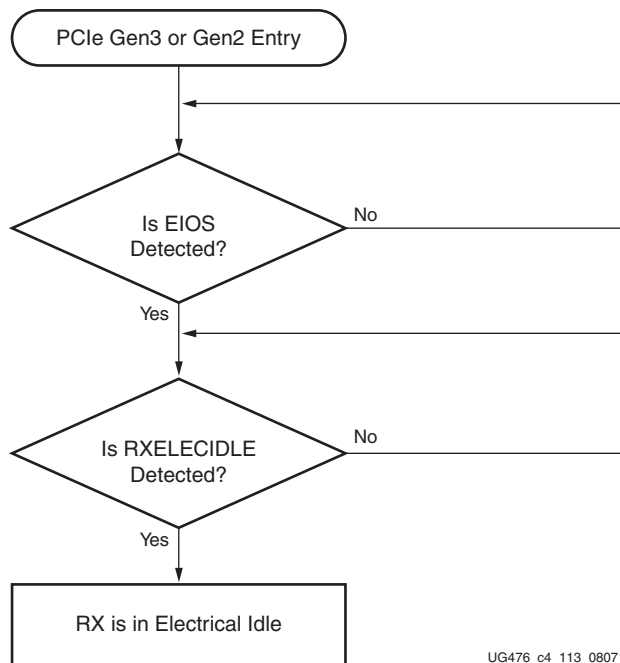 PCIe Gen3 or Gen2 Entry
Is EIOS
Detected?
No
Yes
Is RXELECIDLE
Detected?
No
Yes
RX is in Electrical Idle
UG476_c4_113_08071